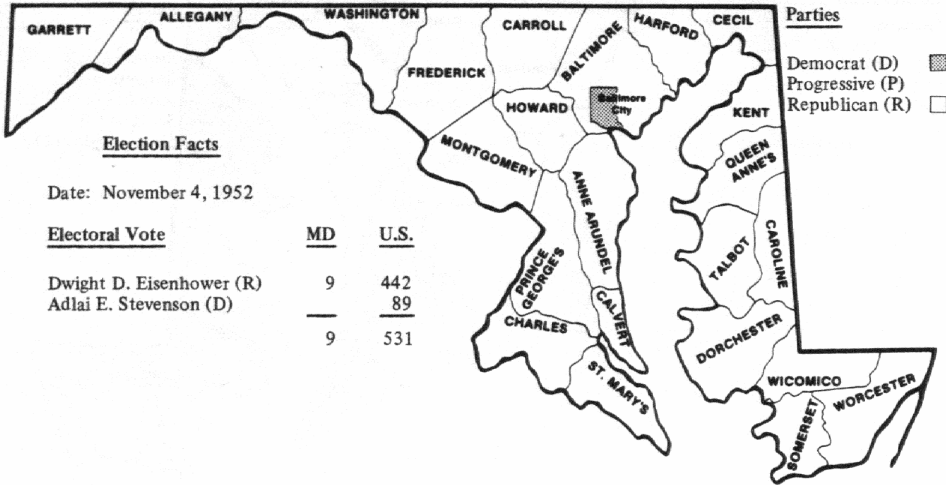 Parties
Democrat (D)
Progressive (P)
Republican (R)
GARRETT
ALLEGANY
WASHINGTON
FREDERICK
CARROLL
BALTIMORE
HARFORD
CECIL
Baltimore
City
HOWARD
MONTGOMERY
KENT
QUEEN
ANNE'S
ANNE ARUNDEL
PRINCE
GEORGE'S
TALBOT
CAROLINE
CALVERT
CHARLES
ST. MARY'S
DORCHESTER
WICOMICO
SOMERSET
WORCESTER
Election Facts
Date: November 4, 1952
Electoral Vote MD U.S.
Dwight D. Eisenhower (R) 9 442
Adlai E. Stevenson (D) 89
9 531